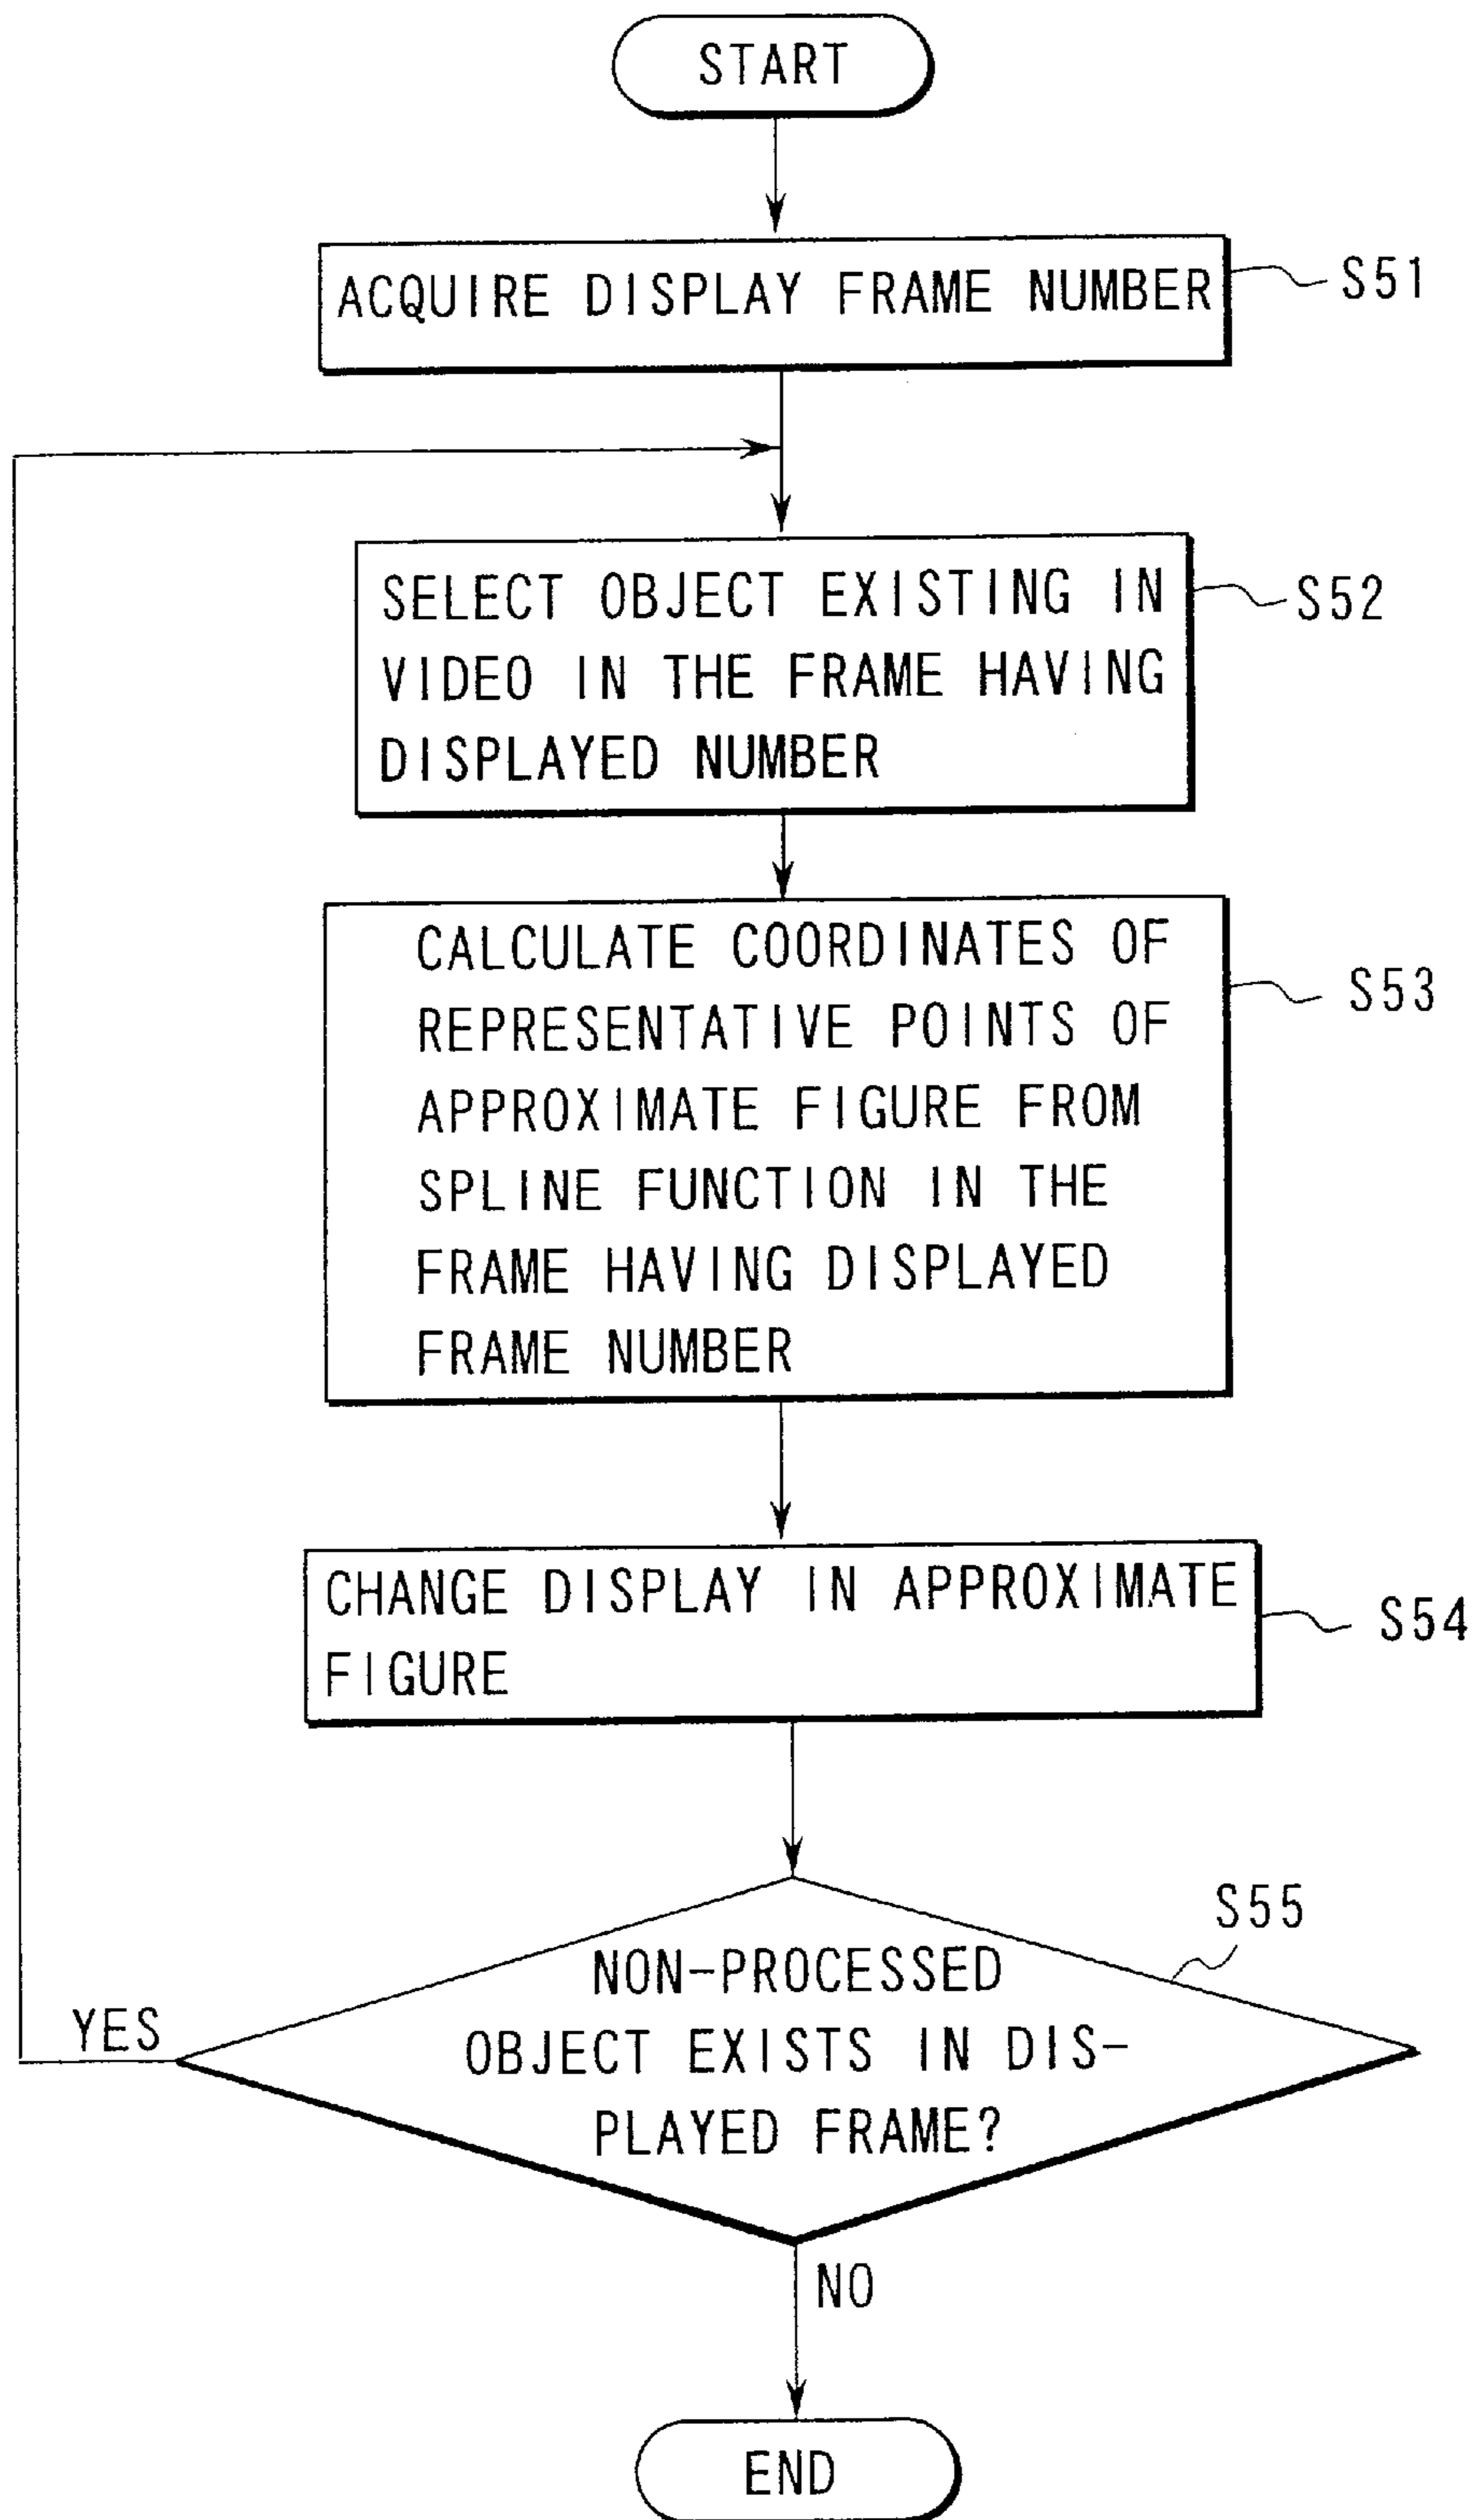 START
ACQUIRE DISPLAY FRAME NUMBER
S51
SELECT OBJECT EXISTING IN
VIDEO IN THE FRAME HAVING
DISPLAYED NUMBER
S52
CALCULATE COORDINATES OF
REPRESENTATIVE POINTS OF
APPROXIMATE FIGURE FROM
SPLINE FUNCTION IN THE
FRAME HAVING DISPLAYED
FRAME NUMBER
S53
CHANGE DISPLAY IN APPROXIMATE
FIGURE
S54
S55
NON-PROCESSED
OBJECT EXISTS IN DIS-
PLAYED FRAME?
YES
NO
END